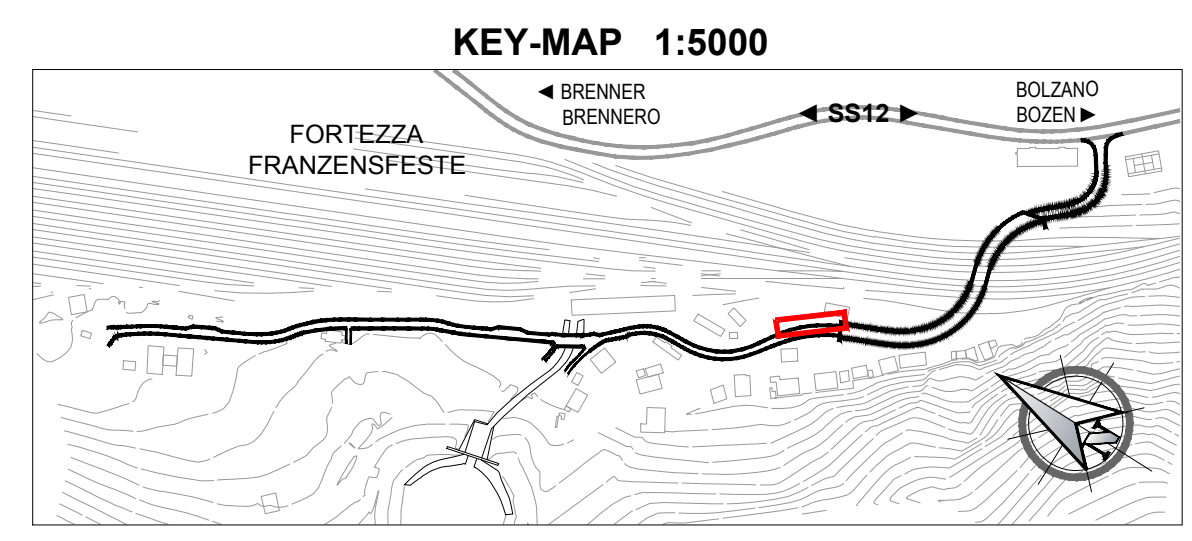 KEY-MAP 1:5000
◄ BRENNER
BRENNERO
◄ SS12 ►
BOLZANO
BOZEN ►
FORTEZZA
FRANZENSFESTE